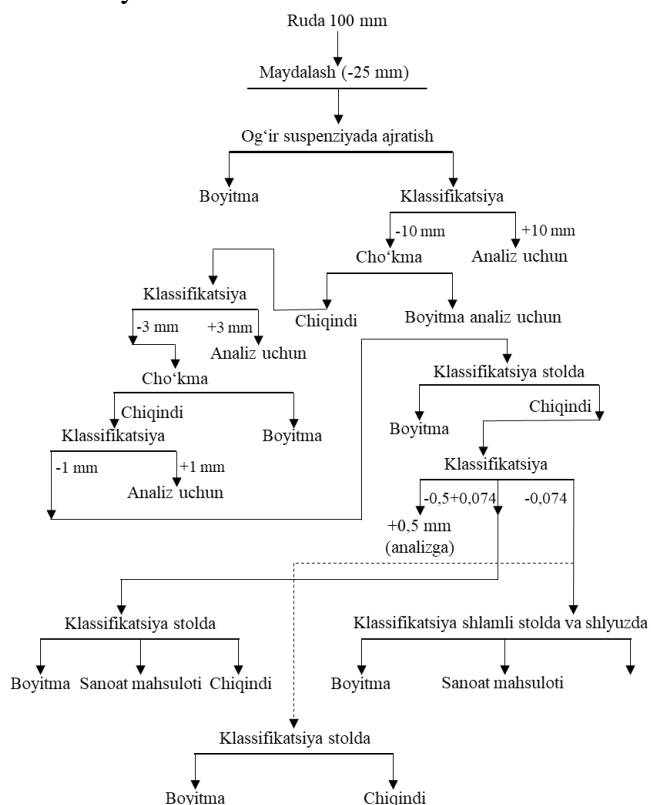 Ruda 100 mm
Maydalash (-25 mm)
Og‘ir suspenziyada ajratish
Boyitma
Klassifikatsiya
-10 mm
+10 mm
Cho‘kma
Analiz uchun
Klassifikatsiya
Chiqindi
Boyitma analiz uchun
-3 mm
+3 mm
Analiz uchun
Cho‘kma
Klassifikatsiya stolda
Chiqindi
Boyitma
Chiqindi
Boyitma
Klassifikatsiya
Klassifikatsiya
-1 mm
+1 mm
Analiz uchun
-0,5+0,074
-0,074
+0,5 mm
(analizga)
Klassifikatsiya stolda
Klassifikatsiya shlamli stolda va shlyuzda
Boyitma
Sanoat mahsuloti
Chiqindi
Boyitma
Sanoat mahsuloti
Klassifikatsiya stolda
Boyitma
Chiqindi